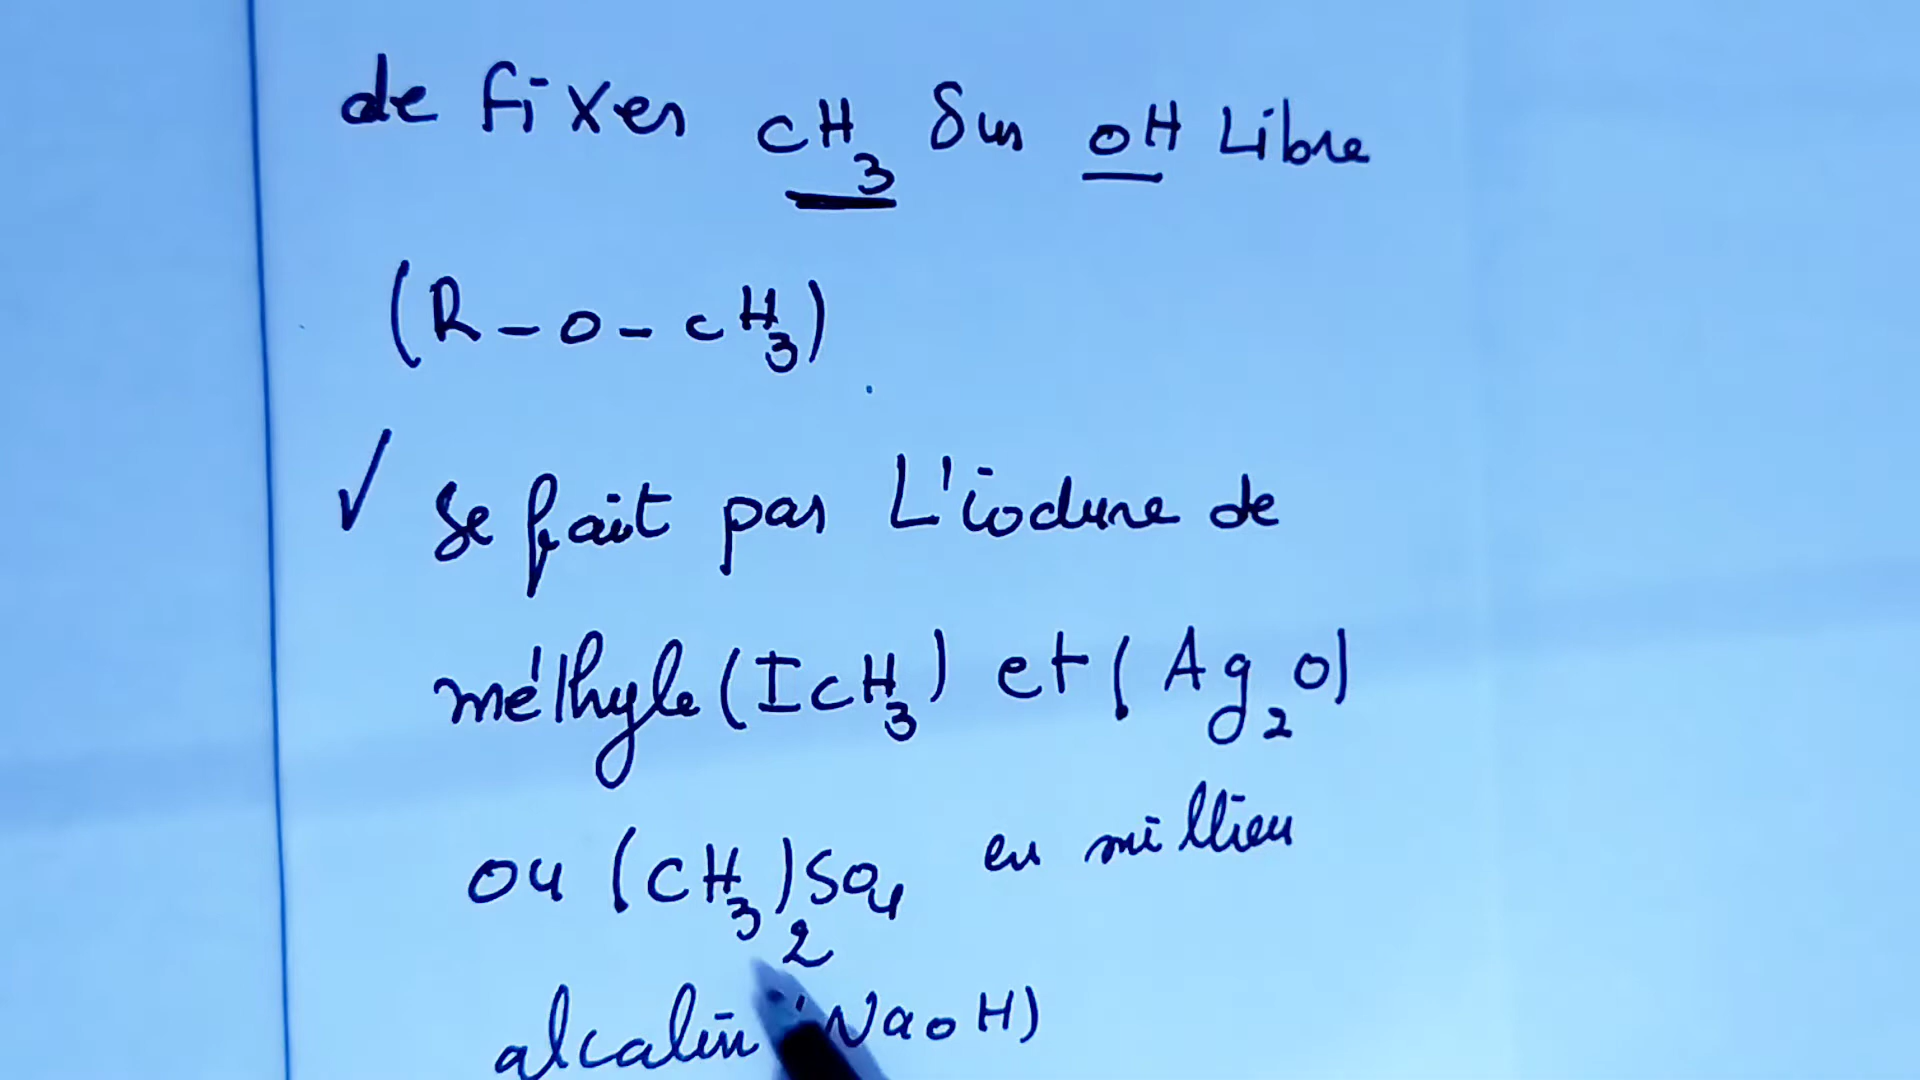 de fixer CH3 sur OH Libre
(R-O-CH3)
✓ Se fait par L'iodure de
méthyle (ICH3) et (Ag2O)
ou (CH3)2SO4 en millieu
alcalin (NaOH)